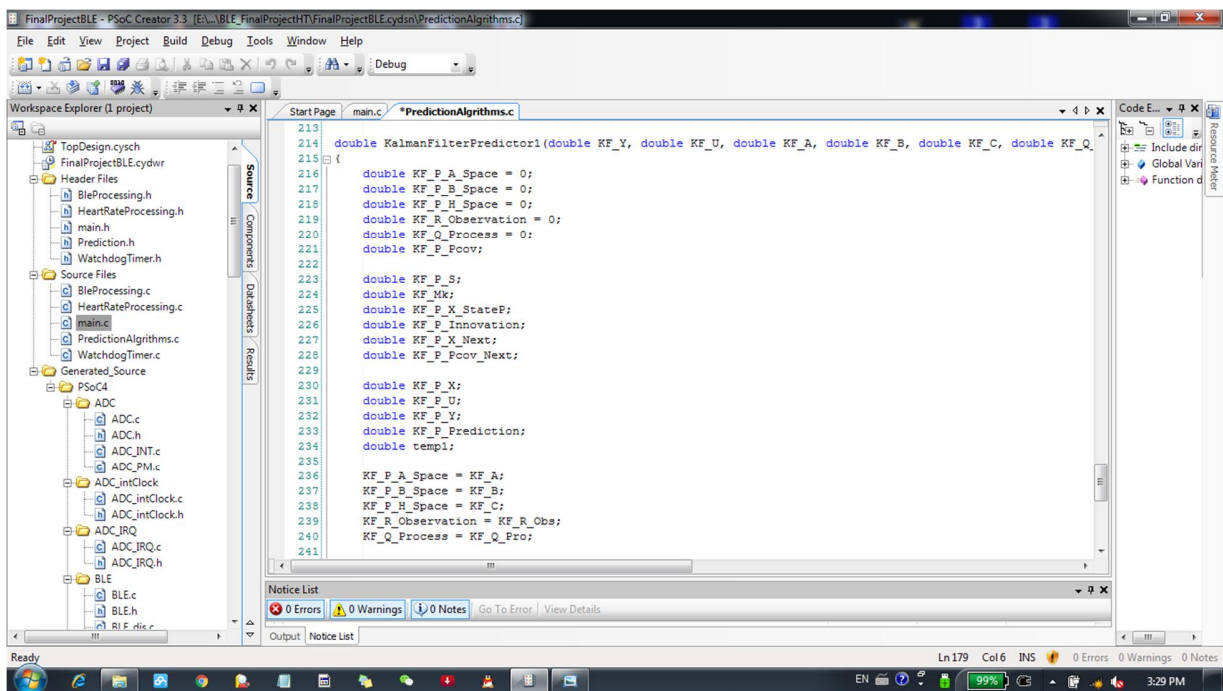 FinalProjectBLE - PSoC Creator 3.3 [E:\...\BLE_FinalProjectHT\FinalProjectBLE.cydsn\PredictionAlgrithms.c]
File Edit View Project Build Debug Tools Window Help
Debug
Workspace Explorer (1 project)
TopDesign.cysch
FinalProjectBLE.cydwr
Header Files
BleProcessing.h
HeartRateProcessing.h
main.h
Prediction.h
WatchdogTimer.h
Source Files
BleProcessing.c
HeartRateProcessing.c
main.c
PredictionAlgrithms.c
WatchdogTimer.c
Generated_Source
PSoC4
ADC
ADC.c
ADC.h
ADC_INT.c
ADC_PM.c
ADC_intClock
ADC_intClock.c
ADC_intClock.h
ADC_IRQ
ADC_IRQ.c
ADC_IRQ.h
BLE
BLE.c
BLE.h
BLE_dis.c
Source
Components
Datasheets
Results
Start Page main.c *PredictionAlgrithms.c
213
214 double KalmanFilterPredictor1(double KF_Y, double KF_U, double KF_A, double KF_B, double KF_C, double KF_Q_
215 {
216 double KF_P_A_Space = 0;
217 double KF_P_B_Space = 0;
218 double KF_P_H_Space = 0;
219 double KF_R_Observation = 0;
220 double KF_Q_Process = 0;
221 double KF_P_Pcov;
222
223 double KF_P_S;
224 double KF_Mk;
225 double KF_P_X_StateP;
226 double KF_P_Innovation;
227 double KF_P_X_Next;
228 double KF_P_Pcov_Next;
229
230 double KF_P_X;
231 double KF_P_U;
232 double KF_P_Y;
233 double KF_P_Prediction;
234 double temp1;
235
236 KF_P_A_Space = KF_A;
237 KF_P_B_Space = KF_B;
238 KF_P_H_Space = KF_C;
239 KF_R_Observation = KF_R_Obs;
240 KF_Q_Process = KF_Q_Pro;
241
Code E...
Include dir
Global Vari
Function d
Resource Meter
Notice List
0 Errors 0 Warnings 0 Notes Go To Error View Details
Output Notice List
Ready Ln 179 Col 6 INS 0 Errors 0 Warnings 0 Notes
EN 99% 3:29 PM